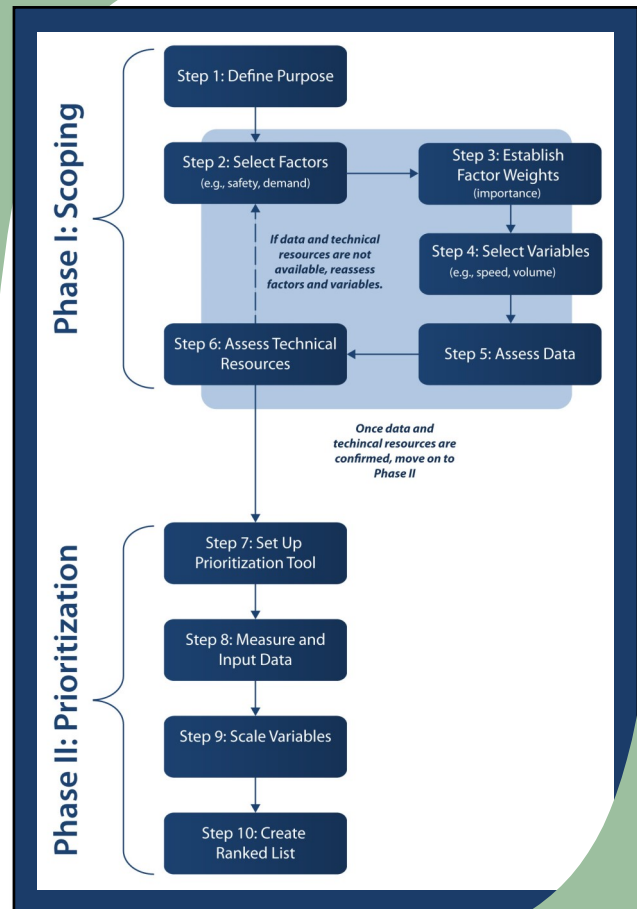 Phase I: Scoping
Step 1: Define Purpose
Step 2: Select Factors
(e.g., safety, demand)
Step 3: Establish
Factor Weights
(importance)
Step 4: Select Variables
(e.g., speed, volume)
Step 5: Assess Data
Step 6: Assess Technical
Resources
If data and technical
resources are not
available, reassess
factors and variables.
Once data and
techincal resources are
confirmed, move on to
Phase II
Phase II: Prioritization
Step 7: Set Up
Prioritization Tool
Step 8: Measure and
Input Data
Step 9: Scale Variables
Step 10: Create
Ranked List